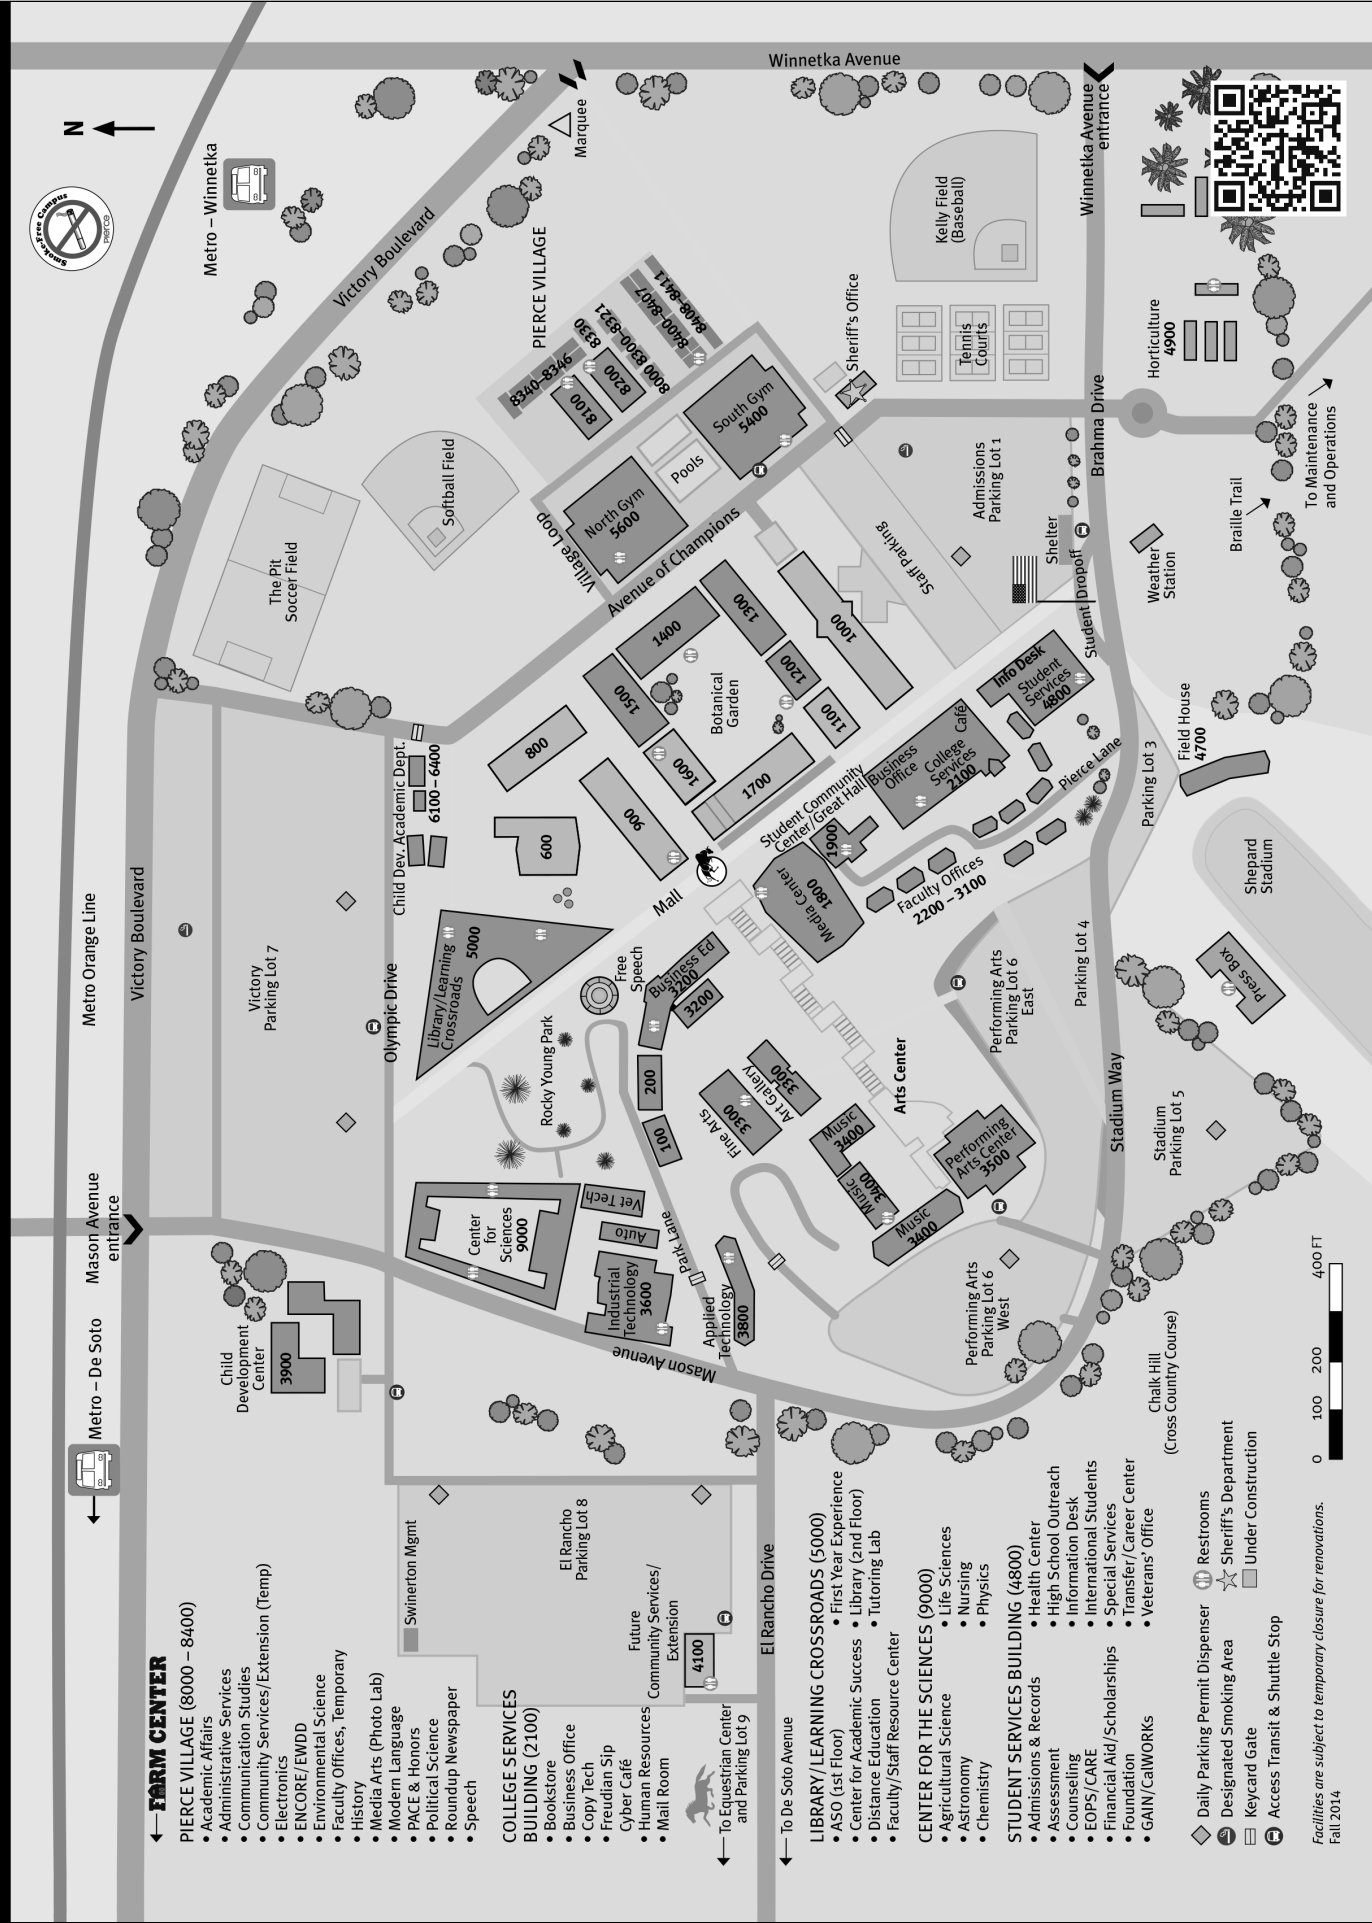 Winnetka Avenue
N
Smoke-Free Campus
PIERCE
Metro – Winnetka
Victory Boulevard
Marquee
Winnetka Avenue
entrance
PIERCE VILLAGE
8340–8346
8330
8300–8321
8000
8400–8407
8408–8411
8100
8200
Kelly Field
(Baseball)
Sheriff's Office
Tennis
Courts
Horticulture
4900
Brahma Drive
To Maintenance
and Operations
Braille Trail
The Pit
Soccer Field
Softball Field
Village Loop
North Gym
5600
Pools
South Gym
5400
Avenue of Champions
Staff Parking
Admissions
Parking Lot 1
Shelter
Student Dropoff
Weather
Station
1000
1100
1200
1300
1400
1500
1600
1700
Botanical
Garden
800
900
600
Info Desk
Student
Services
4800
Café
Business
Office
College
Services
2100
Student Community
Center/Great Hall
1900
Media Center
1800
Pierce Lane
Faculty Offices
2200 – 3100
Parking Lot 3
Field House
4700
Shepard
Stadium
Press Box
Parking Lot 4
Child Dev. Academic Dept.
6100 – 6400
Metro Orange Line
Victory Boulevard
Victory
Parking Lot 7
Olympic Drive
Library/Learning
Crossroads
5000
Mall
Free
Speech
Business Ed
3200
3200
Rocky Young Park
200
100
Fine Arts
3300
Art Gallery
3300
Arts Center
Music
3400
Music
3400
Music
3400
Performing
Arts Center
3500
Performing Arts
Parking Lot 6
East
Stadium Way
Stadium
Parking Lot 5
Mason Avenue
entrance
Center
for
Sciences
9000
Vet Tech
Auto
Industrial
Technology
3600
Park Lane
Applied
Technology
3800
Mason Avenue
Performing Arts
Parking Lot 6
West
Chalk Hill
(Cross Country Course)
Child
Development
Center
3900
Metro – De Soto
Swinerton Mgmt
El Rancho
Parking Lot 8
Future
Community Services/
Extension
4100
El Rancho Drive
To Equestrian Center
and Parking Lot 9
To De Soto Avenue
FARM CENTER
PIERCE VILLAGE (8000 – 8400)
• Academic Affairs
• Administrative Services
• Communication Studies
• Community Services/Extension (Temp)
• Electronics
• ENCORE/EWDD
• Environmental Science
• Faculty Offices, Temporary
• History
• Media Arts (Photo Lab)
• Modern Language
• PACE & Honors
• Political Science
• Roundup Newspaper
• Speech
COLLEGE SERVICES
BUILDING (2100)
• Bookstore
• Business Office
• Copy Tech
• Freudian Sip
Cyber Café
• Human Resources
• Mail Room
LIBRARY/LEARNING CROSSROADS (5000)
• ASO (1st Floor)
• Center for Academic Success
• Distance Education
• Faculty/Staff Resource Center
• First Year Experience
• Library (2nd Floor)
• Tutoring Lab
CENTER FOR THE SCIENCES (9000)
• Agricultural Science
• Astronomy
• Chemistry
• Life Sciences
• Nursing
• Physics
STUDENT SERVICES BUILDING (4800)
• Admissions & Records
• Assessment
• Counseling
• EOPS/CARE
• Financial Aid/Scholarships
• Foundation
• GAIN/CalWORKs
• Health Center
• High School Outreach
• Information Desk
• International Students
• Special Services
• Transfer/Career Center
• Veterans' Office
Daily Parking Permit Dispenser
Designated Smoking Area
Keycard Gate
Access Transit & Shuttle Stop
Restrooms
Sheriff's Department
Under Construction
0 100 200 400 FT
Facilities are subject to temporary closure for renovations.
Fall 2014